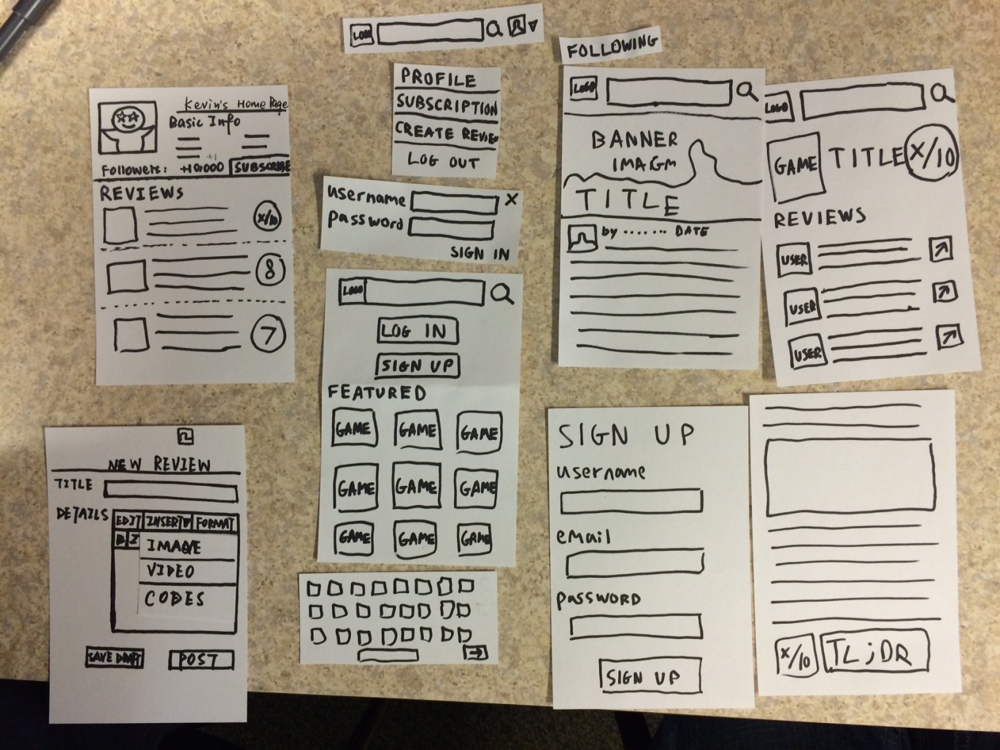 LOGO
FOLLOWING
PROFILE
SUBSCRIPTION
CREATE REVIEW
LOG OUT
Kevin's Home Page
Basic Info
+1
Followers: +10,000 SUBSCRIBE
REVIEWS
X/10
8
7
username X
password
SIGN IN
LOGO
LOG IN
SIGN UP
FEATURED
GAME GAME GAME
GAME GAME GAME
GAME GAME GAME
LOGO
BANNER
IMAGM
TITLE
by ....... DATE
LOGO
GAME TITLE X/10
REVIEWS
USER
USER
USER
NEW REVIEW
TITLE
DETAILS
EDIT INSERT FORMAT
B I
IMAGE
VIDEO
CODES
SAVE DRAFT POST
SIGN UP
username
email
password
SIGN UP
X/10 TL;DR